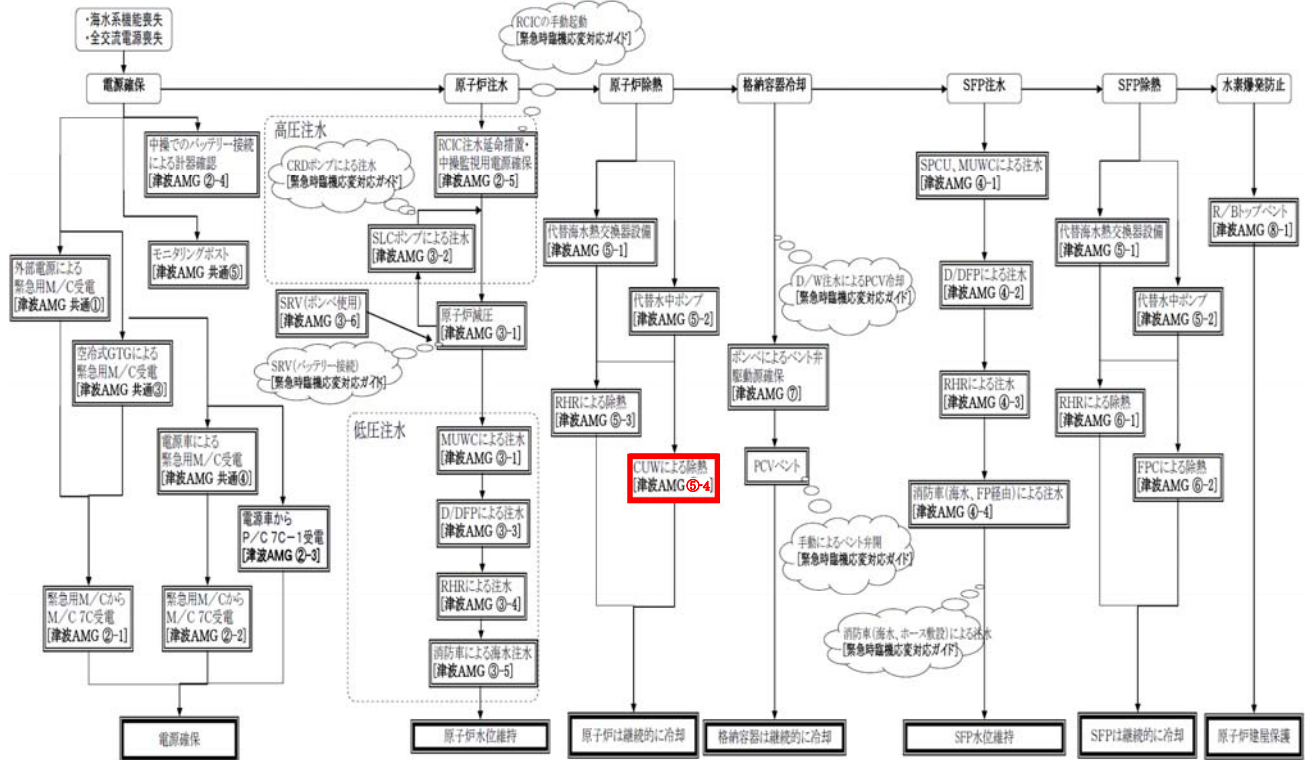 ・海水系機能喪失
・全交流電源喪失
RCICの手動起動
[緊急時臨機応変対応ガイド]
電源確保
原子炉注水
原子炉除熱
格納容器冷却
SFP注水
SFP除熱
水素爆発防止
中操でのバッテリー接続
による計器確認
[津波AMG ②-4]
モニタリングポスト
[津波AMG 共通⑤]
外部電源による
緊急用M/C受電
[津波AMG 共通①]
空冷式GTGによる
緊急用M/C受電
[津波AMG 共通③]
電源車による
緊急用M/C受電
[津波AMG 共通④]
電源車から
P/C 7C-1受電
[津波AMG ②-3]
緊急用M/Cから
M/C 7C受電
[津波AMG ②-1]
緊急用M/Cから
M/C 7C受電
[津波AMG ②-2]
電源確保
高圧注水
CRDポンプによる注水
[緊急時臨機応変対応ガイド]
RCIC注水延命措置・
中操監視用電源確保
[津波AMG ②-5]
SLCポンプによる注水
[津波AMG ③-2]
SRV(ボンベ使用)
[津波AMG ③-6]
原子炉減圧
[津波AMG ③-1]
SRV(バッテリー接続)
[緊急時臨機応変対応ガイド]
低圧注水
MUWCによる注水
[津波AMG ③-1]
D/DFPによる注水
[津波AMG ③-3]
RHRによる注水
[津波AMG ③-4]
消防車による海水注水
[津波AMG ③-5]
原子炉水位維持
代替海水熱交換器設備
[津波AMG ⑤-1]
代替水中ポンプ
[津波AMG ⑤-2]
RHRによる除熱
[津波AMG ⑤-3]
CUWによる除熱
[津波AMG ⑤-4]
原子炉は継続的に冷却
D/W注水によるPCV冷却
[緊急時臨機応変対応ガイド]
ボンベによるベント弁
駆動源確保
[津波AMG ⑦]
PCVベント
手動によるベント弁開
[緊急時臨機応変対応ガイド]
格納容器は継続的に冷却
SPCU、MUWCによる注水
[津波AMG ④-1]
D/DFPによる注水
[津波AMG ④-2]
RHRによる注水
[津波AMG ④-3]
消防車(海水、FP経由)による注水
[津波AMG ④-4]
消防車(海水、ホース敷設)による注水
[緊急時臨機応変対応ガイド]
SFP水位維持
代替海水熱交換器設備
[津波AMG ⑤-1]
代替水中ポンプ
[津波AMG ⑤-2]
RHRによる除熱
[津波AMG ⑥-1]
FPCによる除熱
[津波AMG ⑥-2]
SFPは継続的に冷却
R/Bトップベント
[津波AMG ⑧-1]
原子炉建屋保護